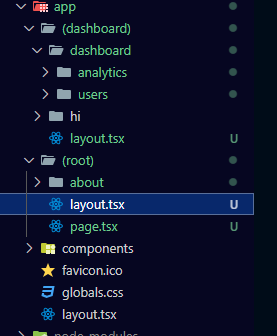 app
(dashboard)
dashboard
analytics
users
hi
layout.tsx U
(root)
about
layout.tsx U
page.tsx U
components
favicon.ico
globals.css
layout.tsx
node_modules